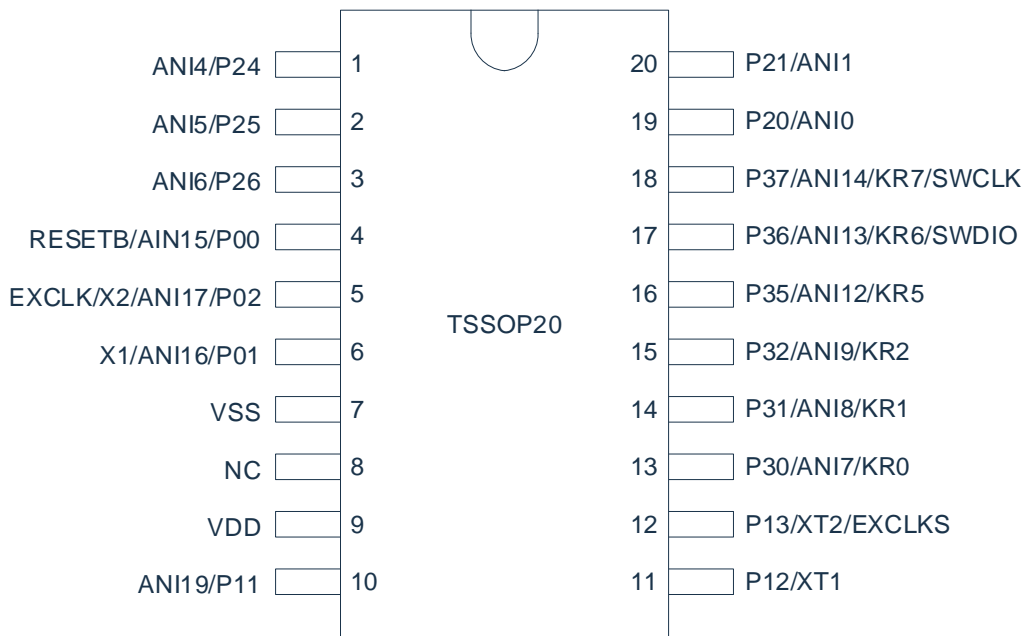 ANI4/P24 1 20 P21/ANI1
ANI5/P25 2 19 P20/ANI0
ANI6/P26 3 18 P37/ANI14/KR7/SWCLK
RESETB/AIN15/P00 4 17 P36/ANI13/KR6/SWDIO
EXCLK/X2/ANI17/P02 5 16 P35/ANI12/KR5
TSSOP20
X1/ANI16/P01 6 15 P32/ANI9/KR2
VSS 7 14 P31/ANI8/KR1
NC 8 13 P30/ANI7/KR0
VDD 9 12 P13/XT2/EXCLKS
ANI19/P11 10 11 P12/XT1